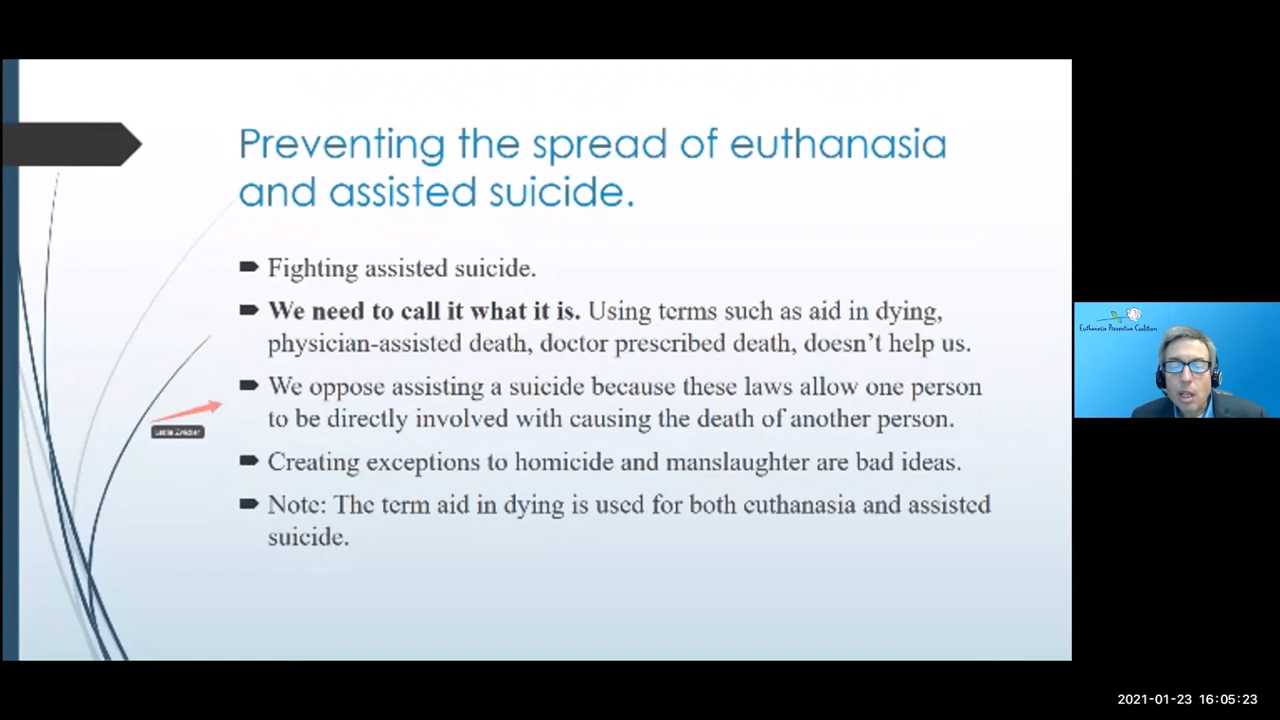 Preventing the spread of euthanasia
and assisted suicide.
Fighting assisted suicide.
We need to call it what it is. Using terms such as aid in dying,
physician-assisted death, doctor prescribed death, doesn't help us.
We oppose assisting a suicide because these laws allow one person
to be directly involved with causing the death of another person.
Creating exceptions to homicide and manslaughter are bad ideas.
Note: The term aid in dying is used for both euthanasia and assisted
suicide.
Euthanasia Prevention Coalition
2021-01-23 16:05:23